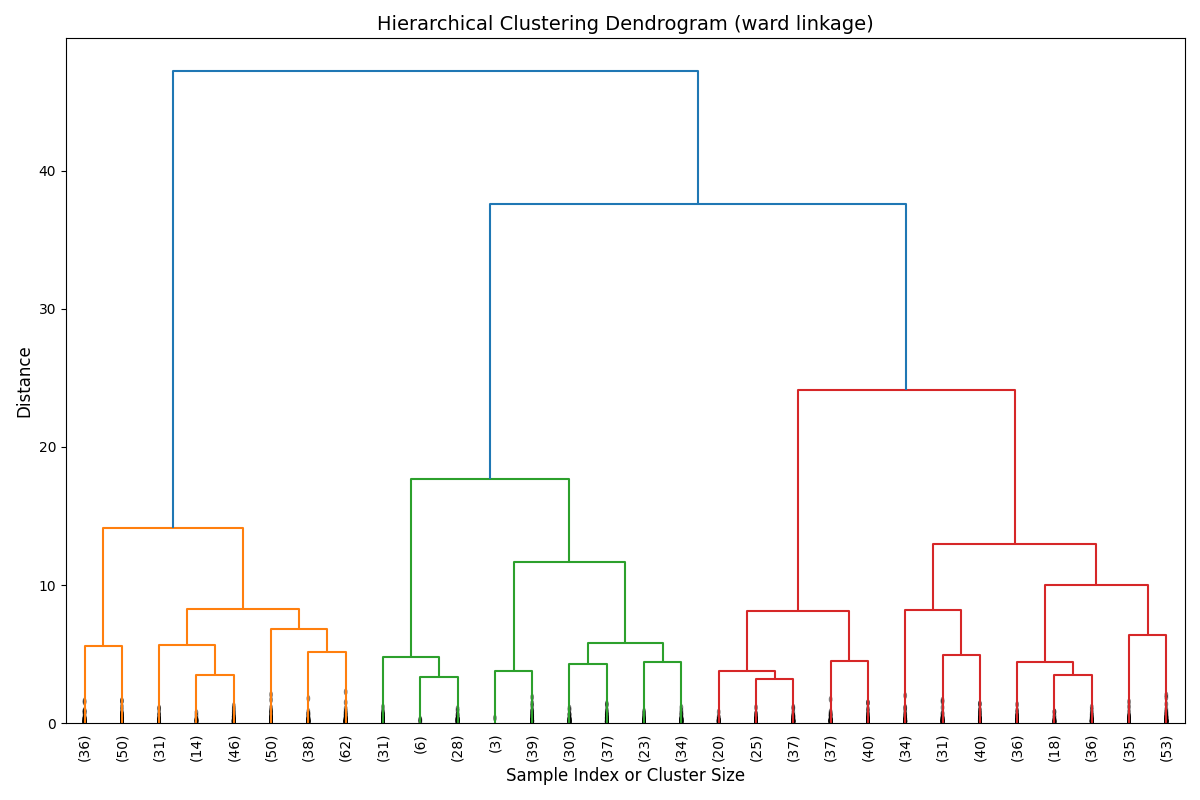 Hierarchical Clustering Dendrogram (ward linkage)
Distance
40
30
20
10
0
(36) (50) (31) (14) (46) (50) (38) (62) (31) (6) (28) (3) (39) (30) (37) (23) (34) (20) (25) (37) (37) (40) (34) (31) (40) (36) (18) (36) (35) (53)
Sample Index or Cluster Size